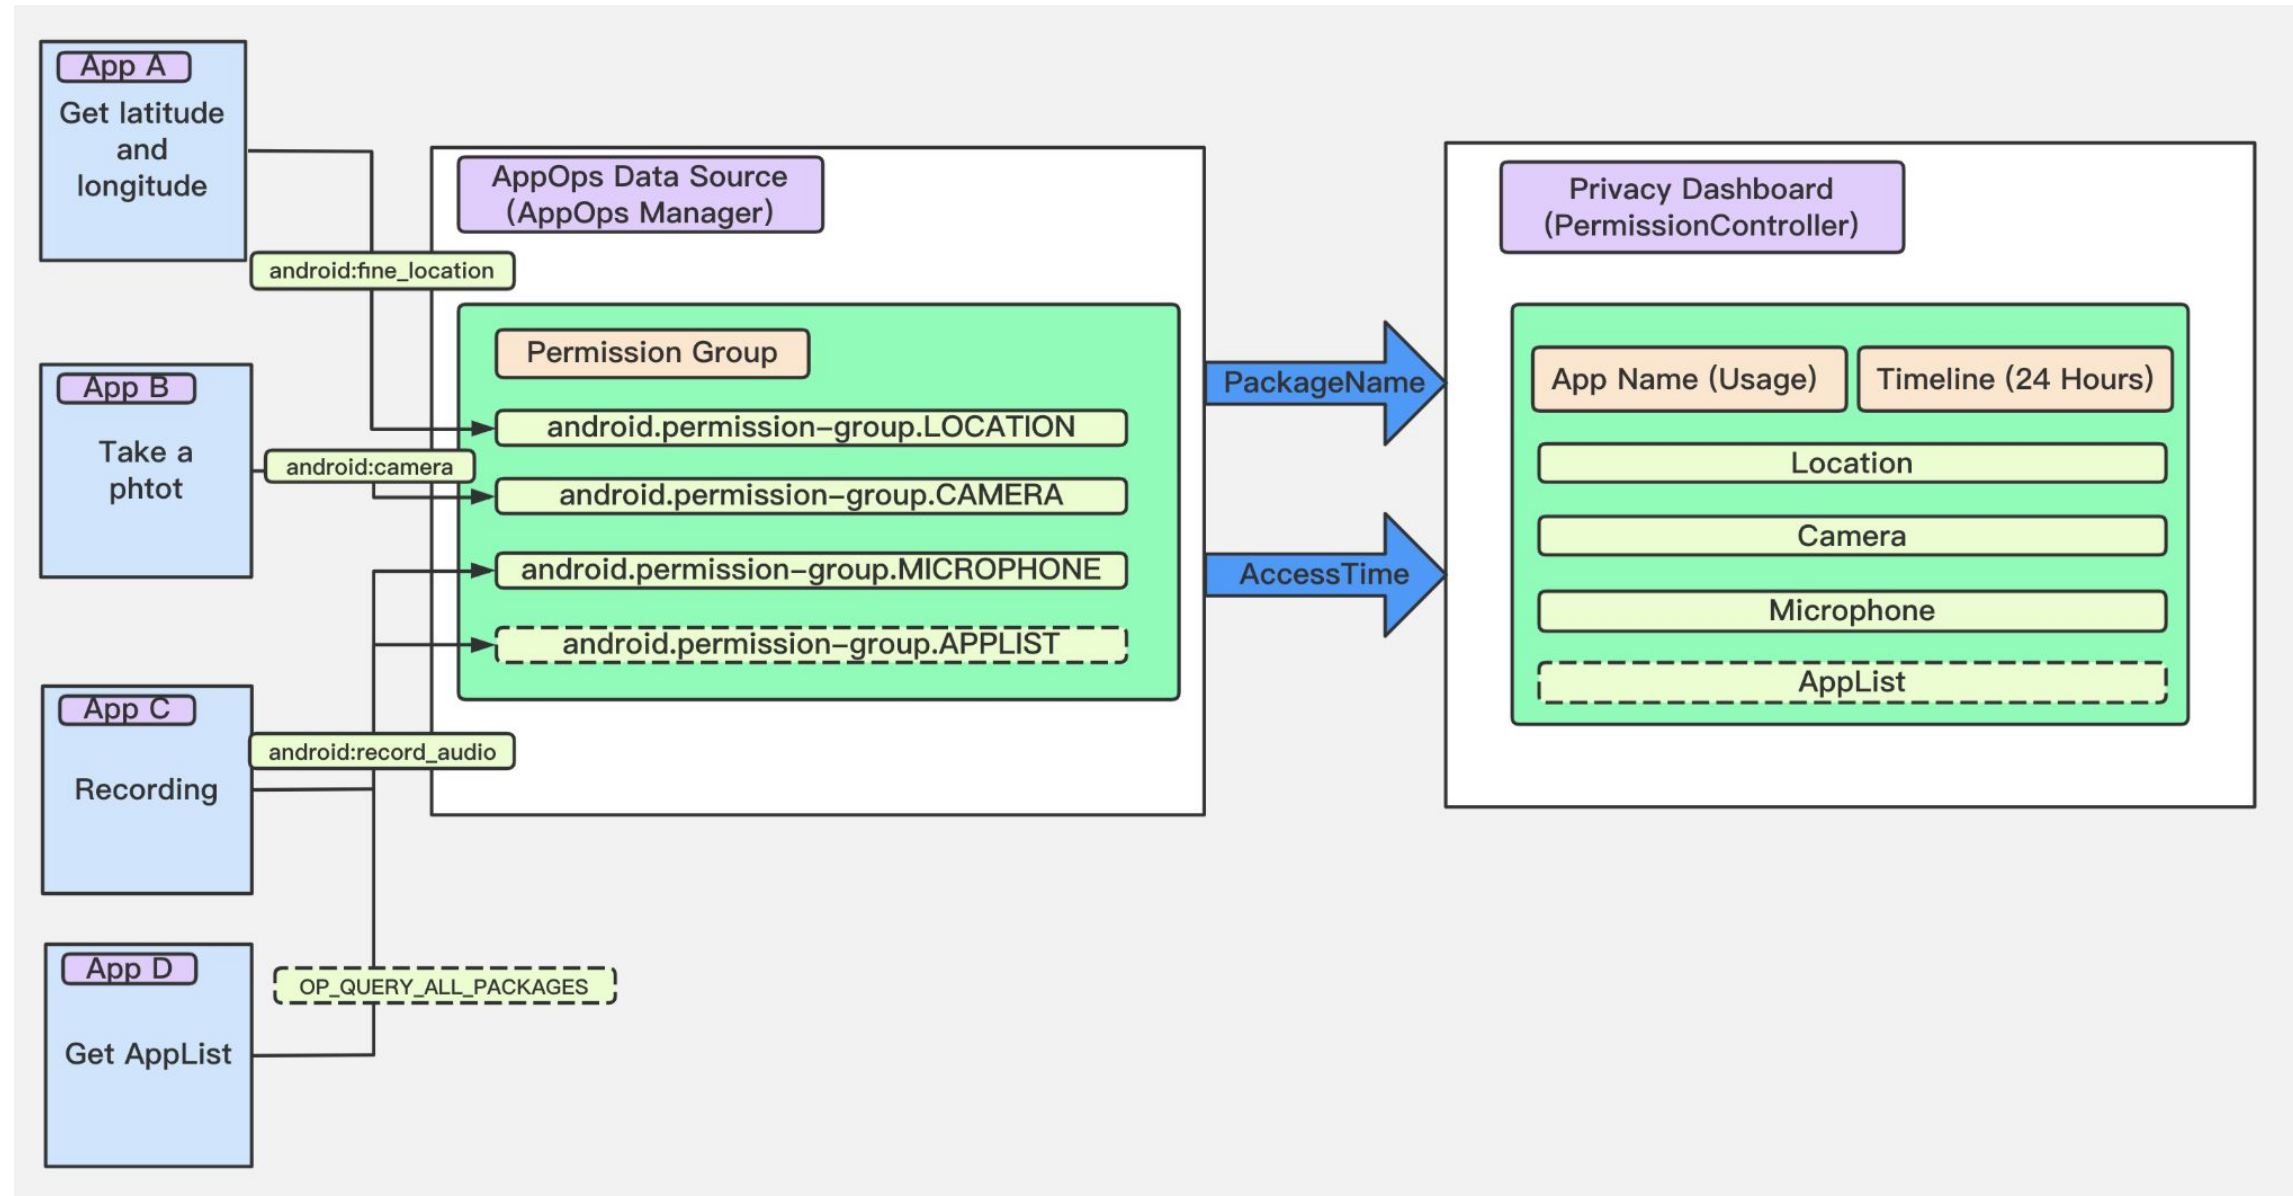 App A
Get latitude
and
longitude
android:fine_location
App B
Take a
phtot
android:camera
App C
Recording
android:record_audio
App D
Get AppList
OP_QUERY_ALL_PACKAGES
AppOps Data Source
(AppOps Manager)
Permission Group
android.permission-group.LOCATION
android.permission-group.CAMERA
android.permission-group.MICROPHONE
android.permission-group.APPLIST
PackageName
AccessTime
Privacy Dashboard
(PermissionController)
App Name (Usage)
Timeline (24 Hours)
Location
Camera
Microphone
AppList